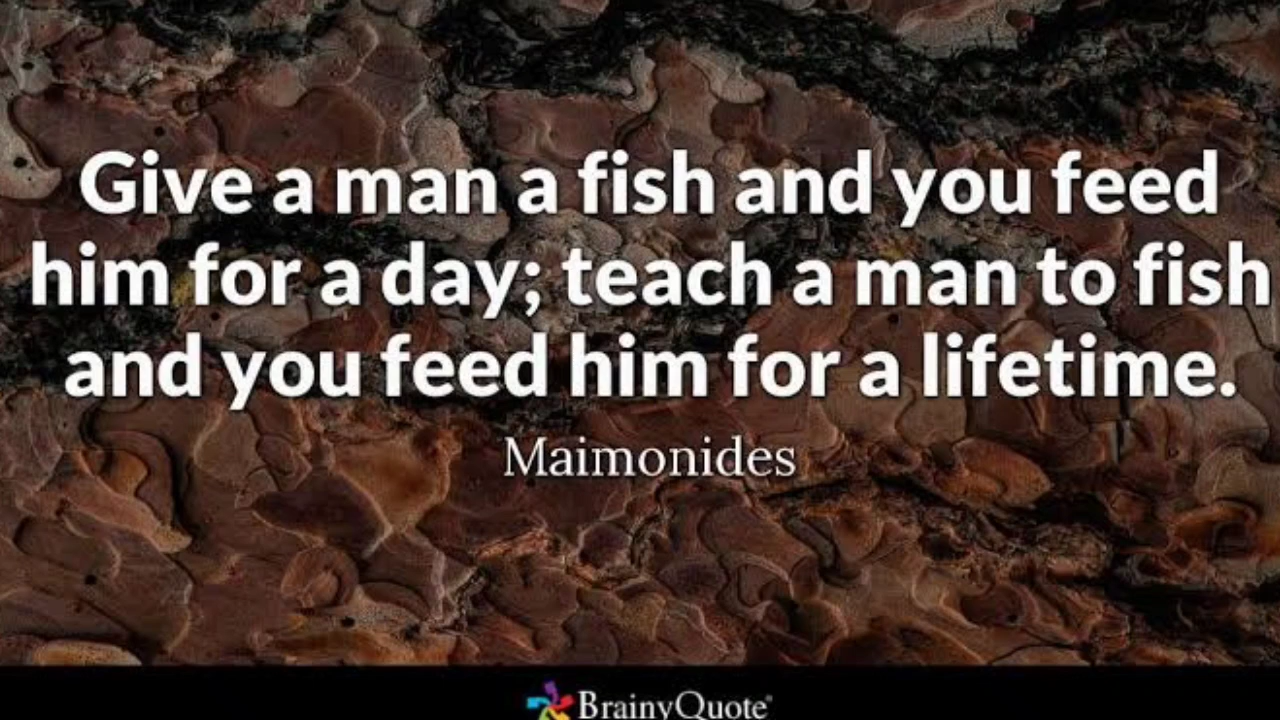 Give a man a fish and you feed
him for a day; teach a man to fish
and you feed him for a lifetime.
Maimonides
BrainyQuote®